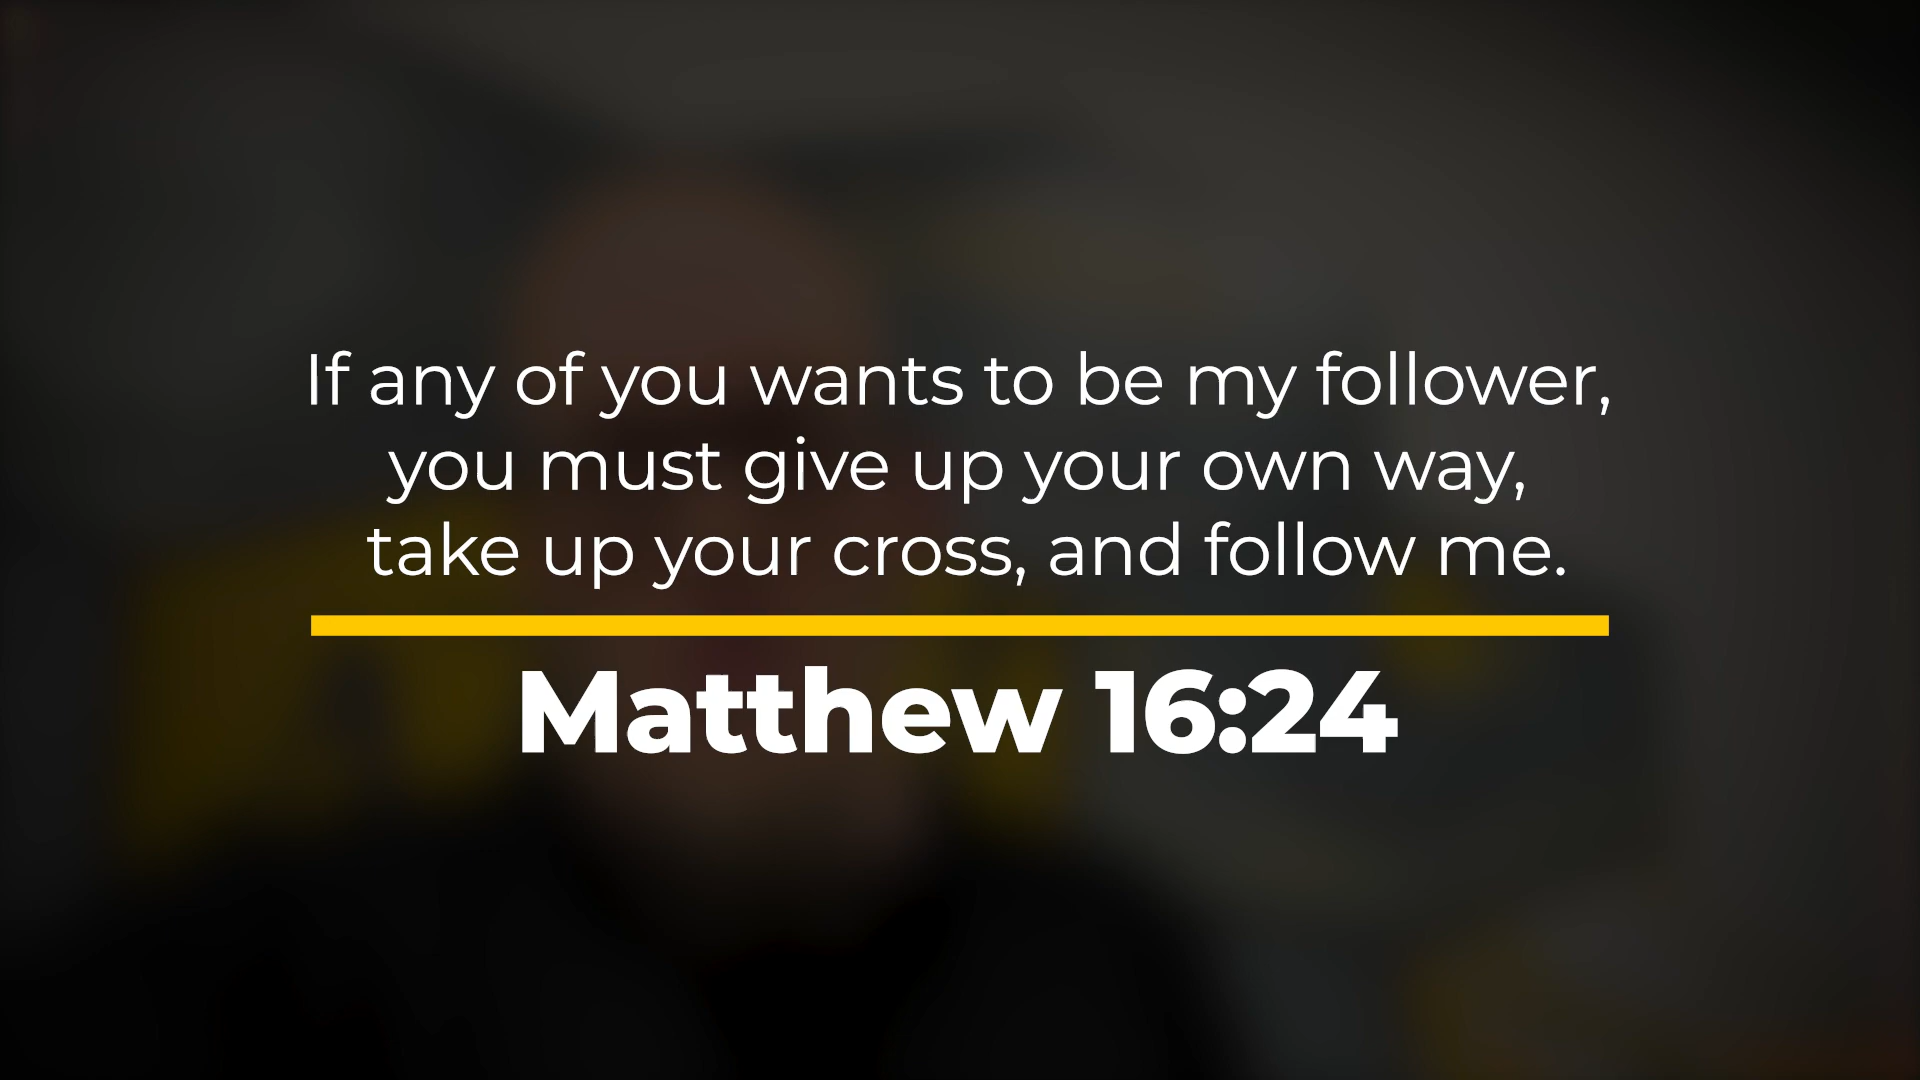 If any of you wants to be my follower,
you must give up your own way,
take up your cross, and follow me.
Matthew 16:24